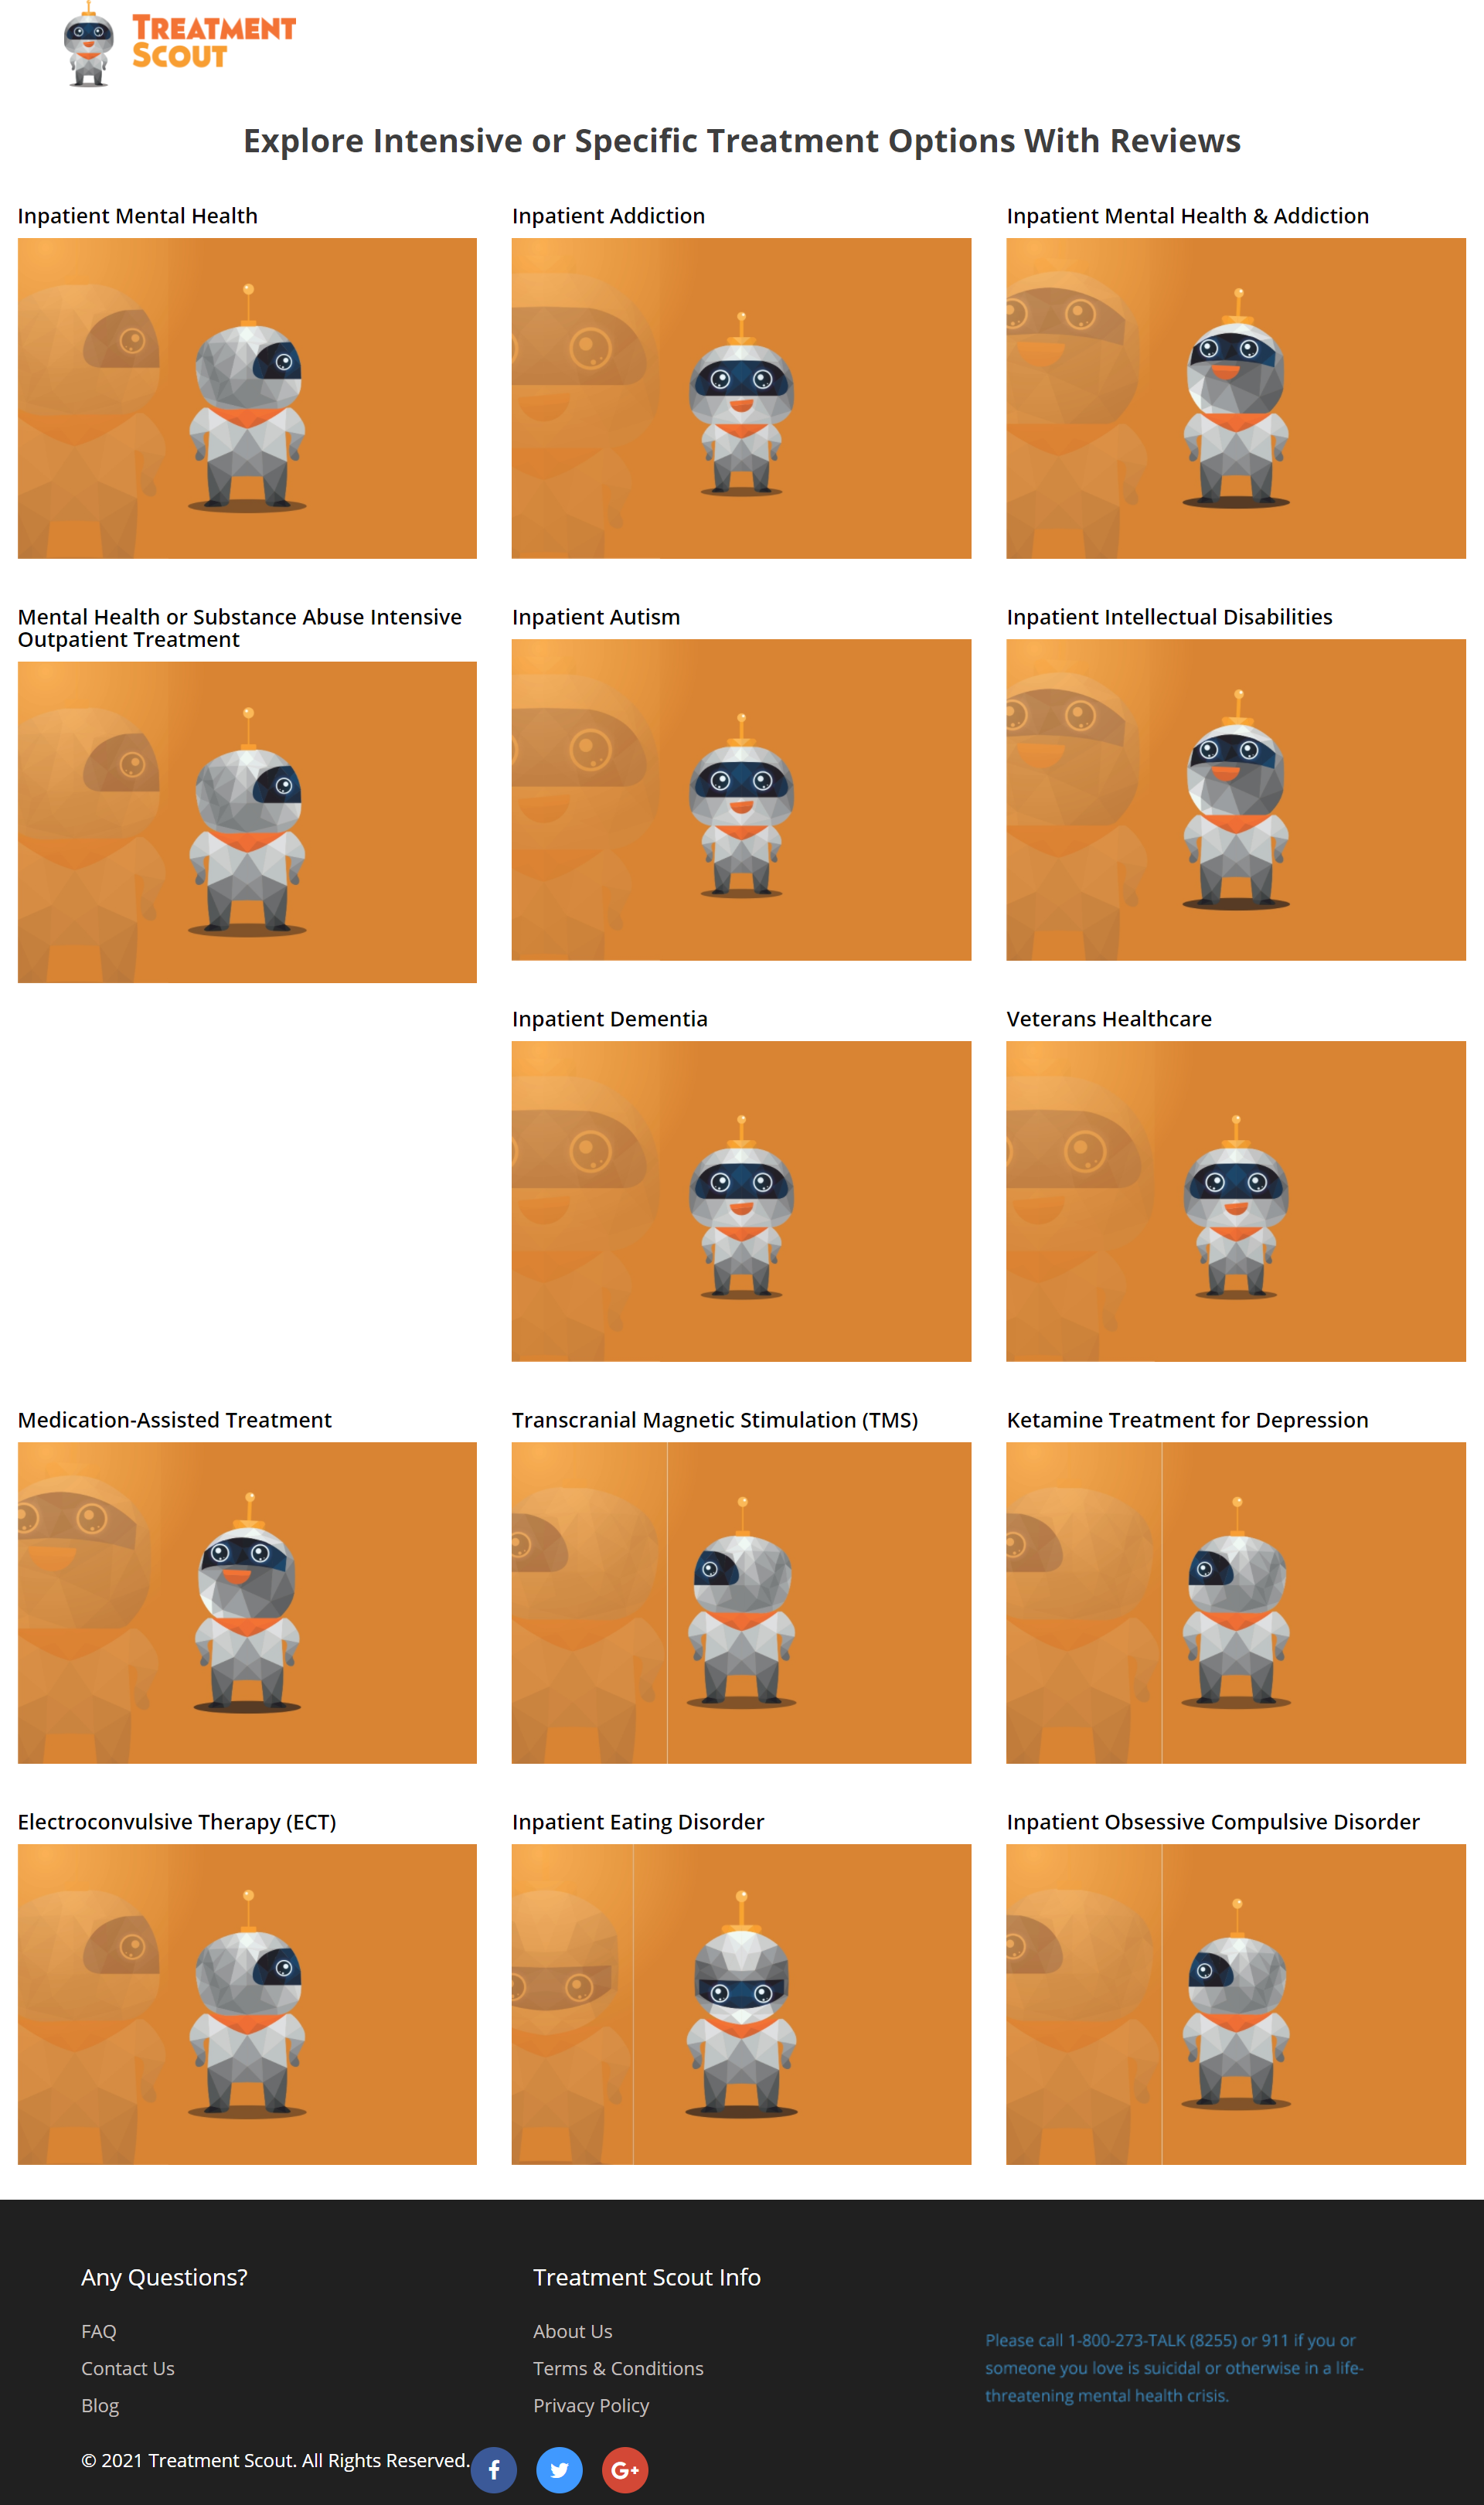 TREATMENT
SCOUT
Explore Intensive or Specific Treatment Options With Reviews
Inpatient Mental Health
Inpatient Addiction
Inpatient Mental Health & Addiction
Mental Health or Substance Abuse Intensive
Outpatient Treatment
Inpatient Autism
Inpatient Intellectual Disabilities
Inpatient Dementia
Veterans Healthcare
Medication-Assisted Treatment
Transcranial Magnetic Stimulation (TMS)
Ketamine Treatment for Depression
Electroconvulsive Therapy (ECT)
Inpatient Eating Disorder
Inpatient Obsessive Compulsive Disorder
Any Questions?
FAQ
Contact Us
Blog
Treatment Scout Info
About Us
Terms & Conditions
Privacy Policy
Please call 1-800-273-TALK (8255) or 911 if you or
someone you love is suicidal or otherwise in a life-
threatening mental health crisis.
© 2021 Treatment Scout. All Rights Reserved.
f
G+